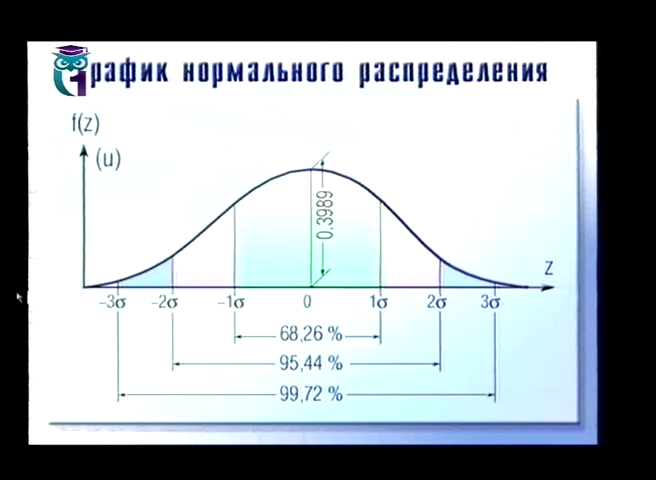 График нормального распределения
f(z)
(u)
0,3989
z
-3σ -2σ -1σ 0 1σ 2σ 3σ
68,26 %
95,44 %
99,72 %